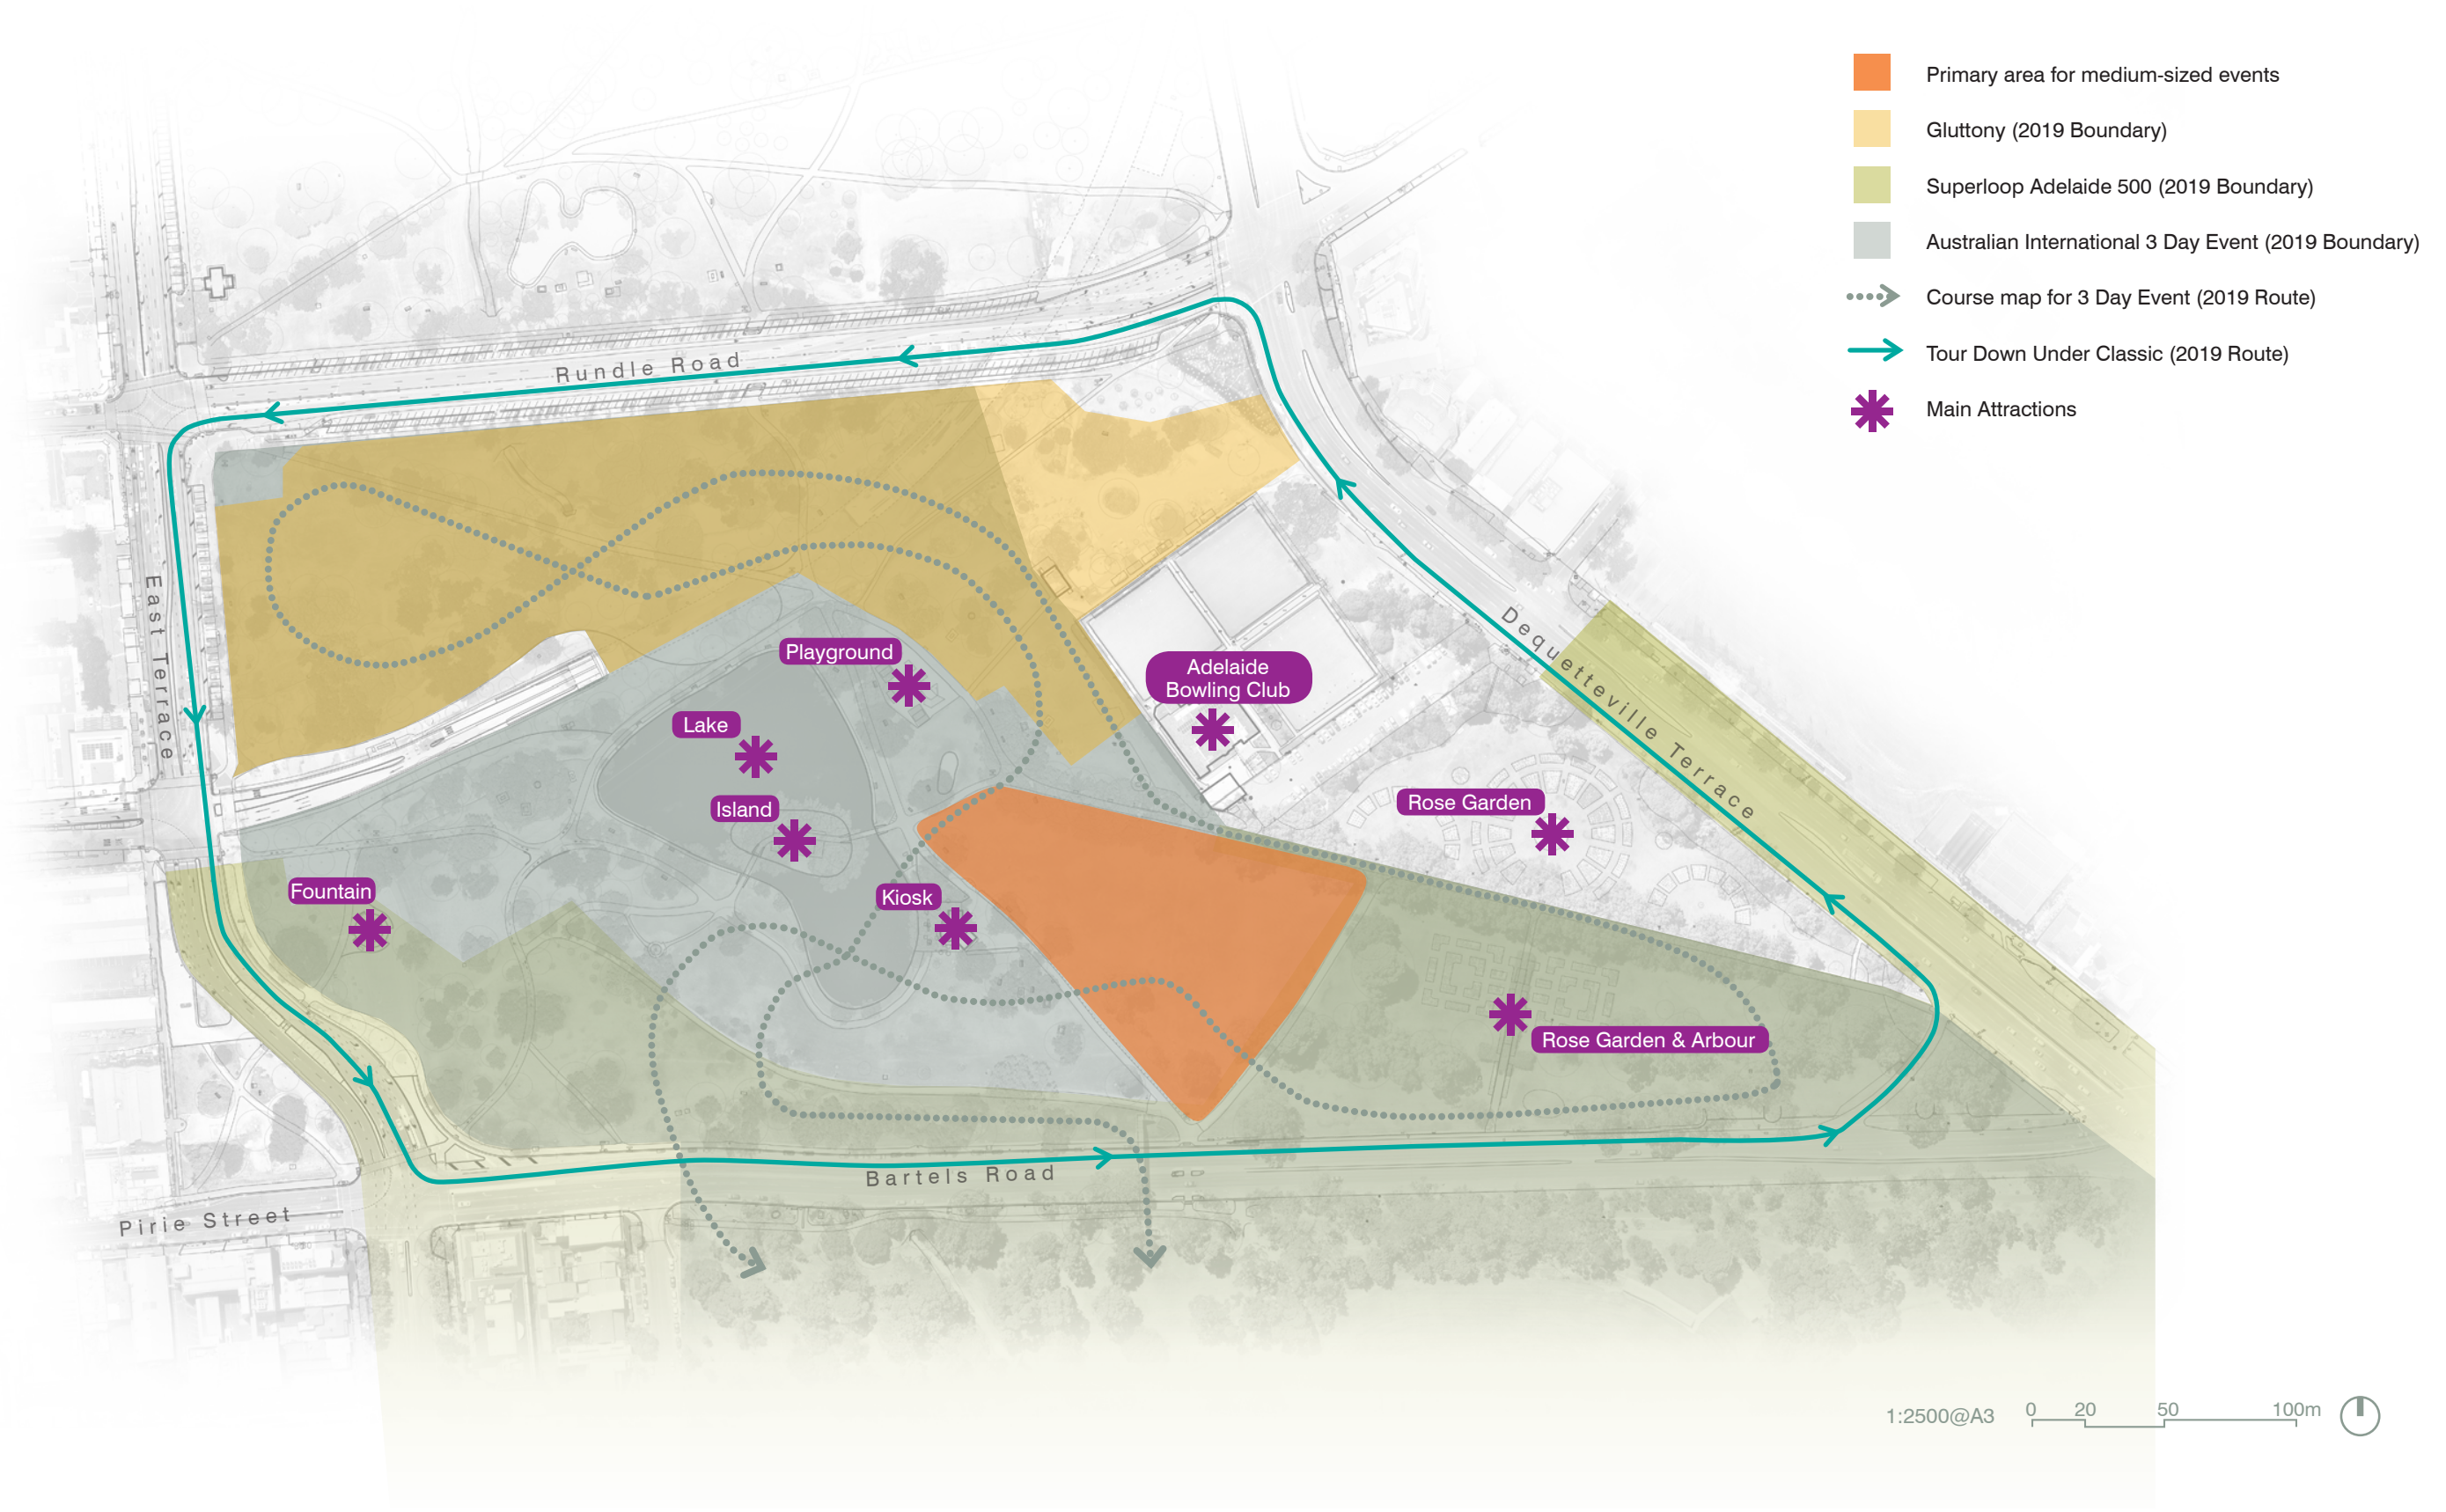 Primary area for medium-sized events
Gluttony (2019 Boundary)
Superloop Adelaide 500 (2019 Boundary)
Australian International 3 Day Event (2019 Boundary)
Course map for 3 Day Event (2019 Route)
Tour Down Under Classic (2019 Route)
Main Attractions
Rundle Road
East Terrace
Dequetteville Terrace
Playground
Adelaide
Bowling Club
Lake
Island
Rose Garden
Fountain
Kiosk
Rose Garden & Arbour
Bartels Road
Pirie Street
1:2500@A3
0 20 50 100m